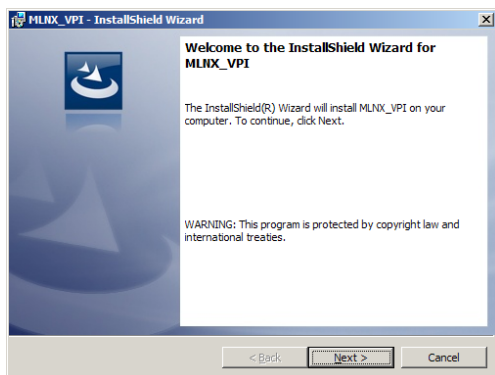 MLNX_VPI - InstallShield Wizard
Welcome to the InstallShield Wizard for
MLNX_VPI
The InstallShield(R) Wizard will install MLNX_VPI on your
computer. To continue, click Next.
WARNING: This program is protected by copyright law and
international treaties.
< Back Next > Cancel